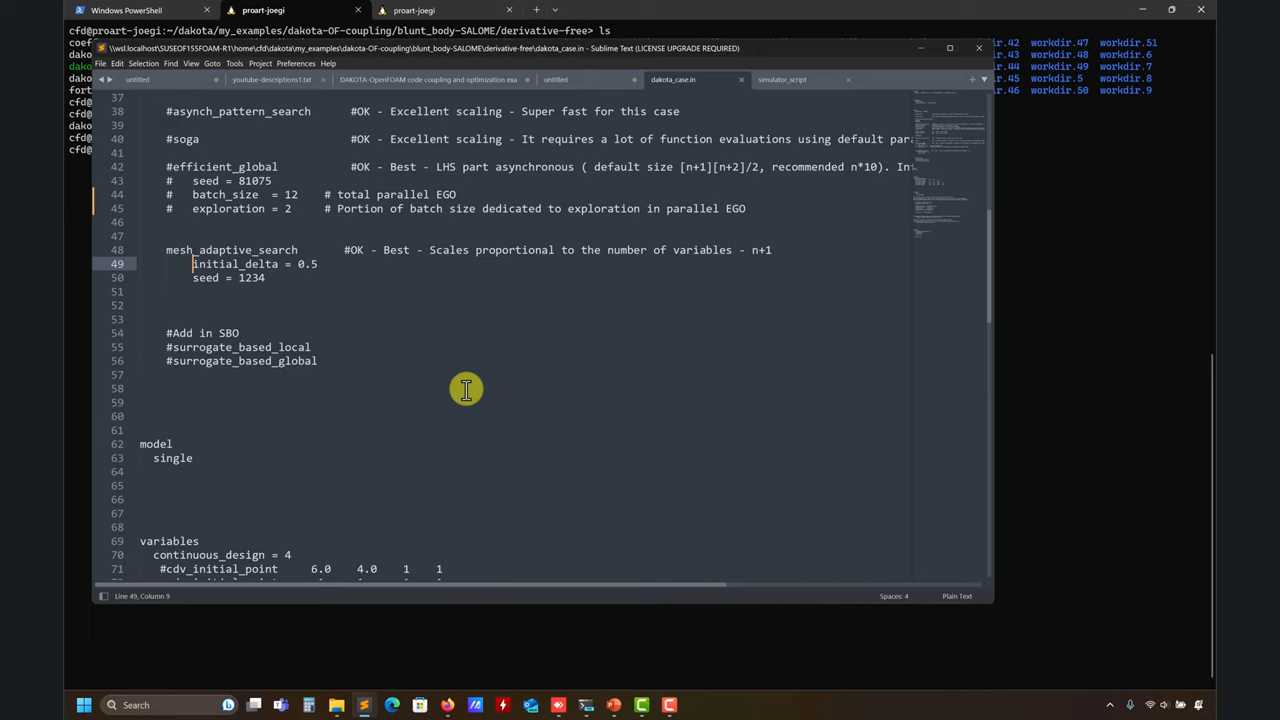 Windows PowerShell
proart-joegi
proart-joegi
cfd@proart-joegi:~/dakota/my_examples/dakota-OF-coupling/blunt_body-SALOME/derivative-free> ls
coef
.42 workdir.47 workdir.51
\\wsl.localhost\SUSEOF155FOAM-R1\home\cfd\dakota\my_examples\dakota-OF-coupling\blunt_body-SALOME\derivative-free\dakota_case.in - Sublime Text (LICENSE UPGRADE REQUIRED)
dako
.43 workdir.48 workdir.6
File Edit Selection Find View Goto Tools Project Preferences Help
dako
.44 workdir.49 workdir.7
dako
.45 workdir.5 workdir.8
untitled
youtube-descriptions1.txt
DAKOTA-OpenFOAM code coupling and optimization exa
untitled
dakota_case.in
simulator_script
fort
.46 workdir.50 workdir.9
cfd@
37
38 #asynch_pattern_search #OK - Excellent scaling - Super fast for this case
39
40 #soga #OK - Excellent scaling - It requires a lot of function evaluations using default par
41
42 #efficient_global #OK - Best - LHS part asynchronous ( default size [n+1][n+2]/2, recommended n*10). In
43 # seed = 81075
44 # batch_size = 12 # total parallel EGO
45 # exploration = 2 # Portion of batch size dedicated to exploration in parallel EGO
46
47
48 mesh_adaptive_search #OK - Best - Scales proportional to the number of variables - n+1
49 initial_delta = 0.5
50 seed = 1234
51
52
53
54 #Add in SBO
55 #surrogate_based_local
56 #surrogate_based_global
57
58
59
60
61
62 model
63 single
64
65
66
67
68
69 variables
70 continuous_design = 4
71 #cdv_initial_point 6.0 4.0 1 1
Line 49, Column 9
Spaces: 4
Plain Text
Search